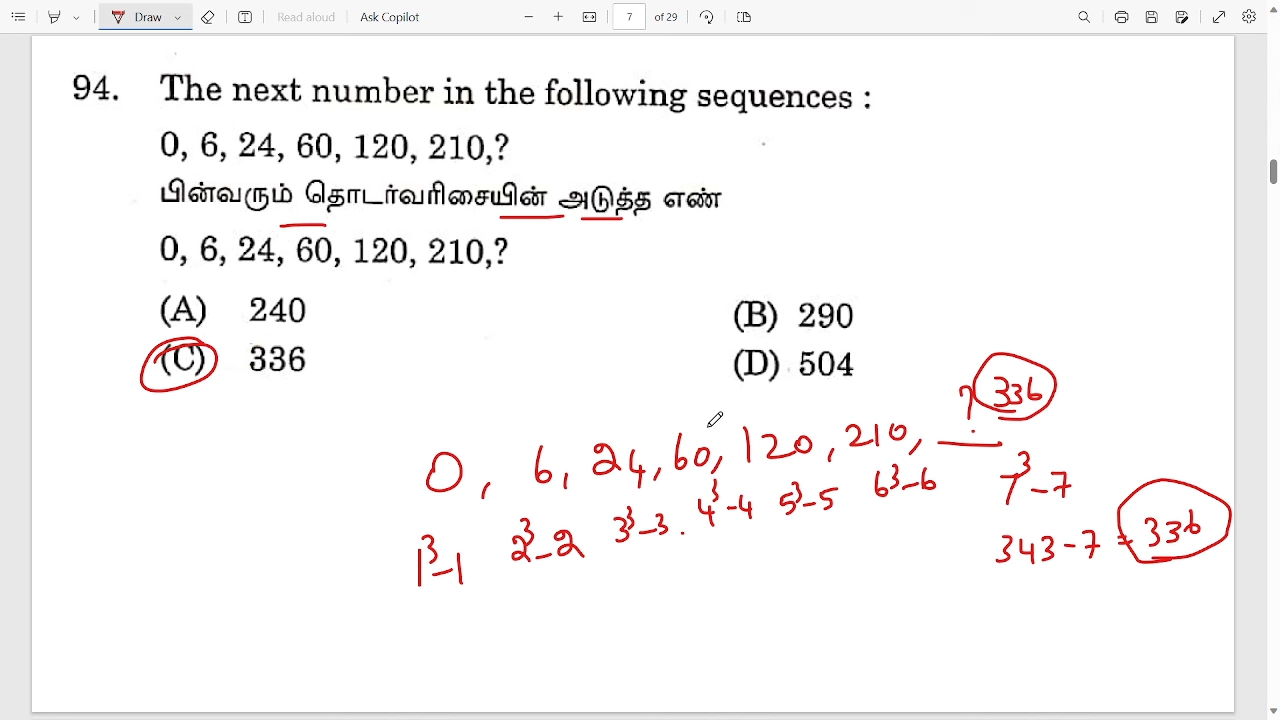 Draw
Read aloud
Ask Copilot
7 of 29
94. The next number in the following sequences :
0, 6, 24, 60, 120, 210,?
பின்வரும் தொடர்வரிசையின் அடுத்த எண்
0, 6, 24, 60, 120, 210,?
(A) 240
(B) 290
(C) 336
(D) 504
? 336
0, 6, 24, 60, 120, 210, __
1³-1 2³-2 3³-3. 4³-4 5³-5 6³-6 7³-7
343-7 = 336